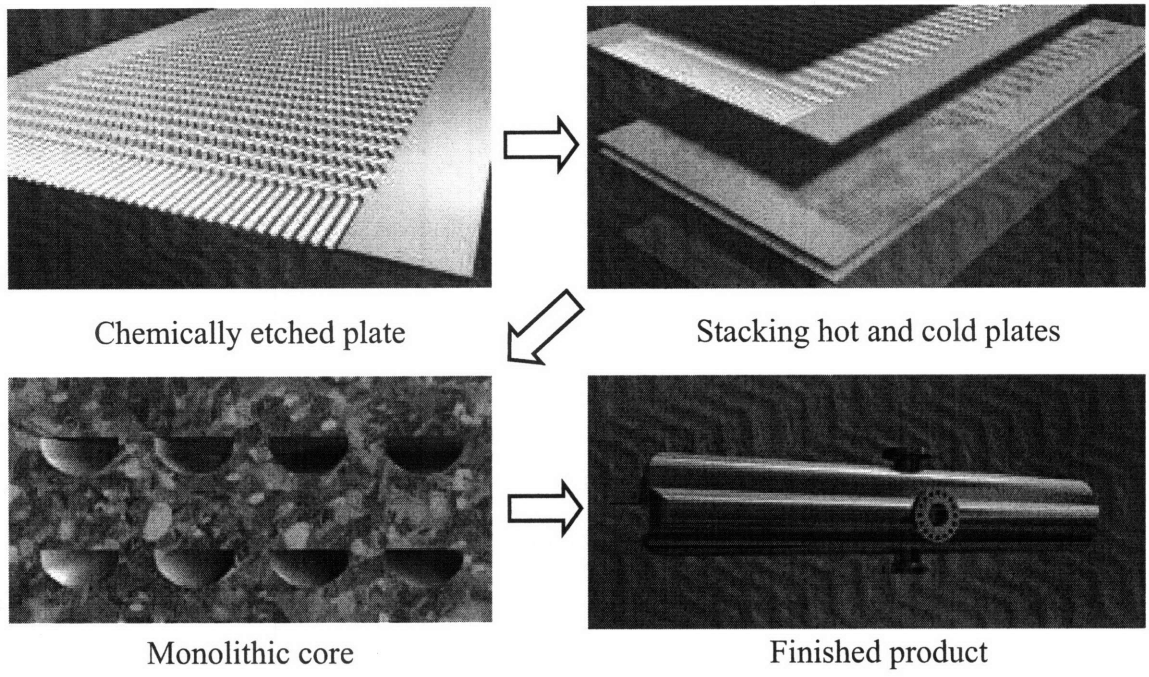 Chemically etched plate
Stacking hot and cold plates
Monolithic core
Finished product